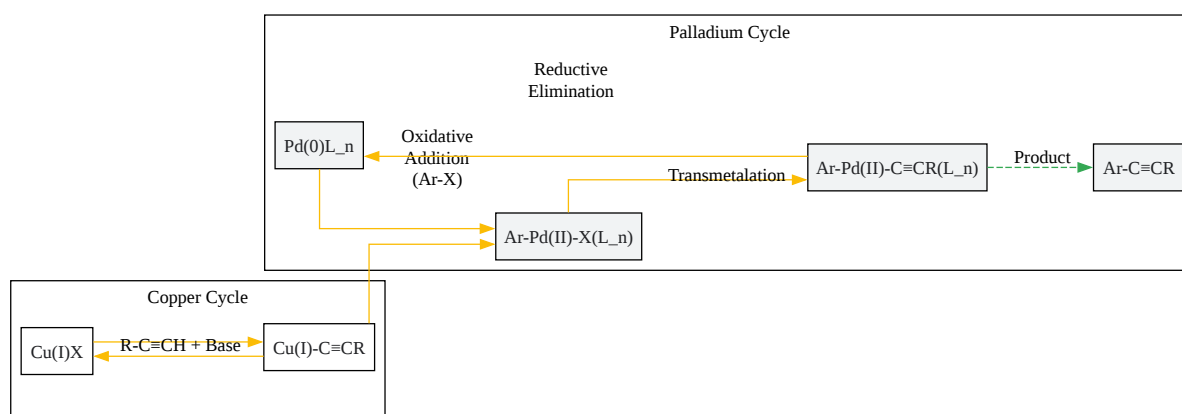 Palladium Cycle
Reductive
Elimination
Pd(0)L_n
Oxidative
Addition
(Ar-X)
Ar-Pd(II)-C≡CR(L_n)
Product
Ar-C≡CR
Transmetalation
Ar-Pd(II)-X(L_n)
Copper Cycle
Cu(I)X
R-C≡CH + Base
Cu(I)-C≡CR